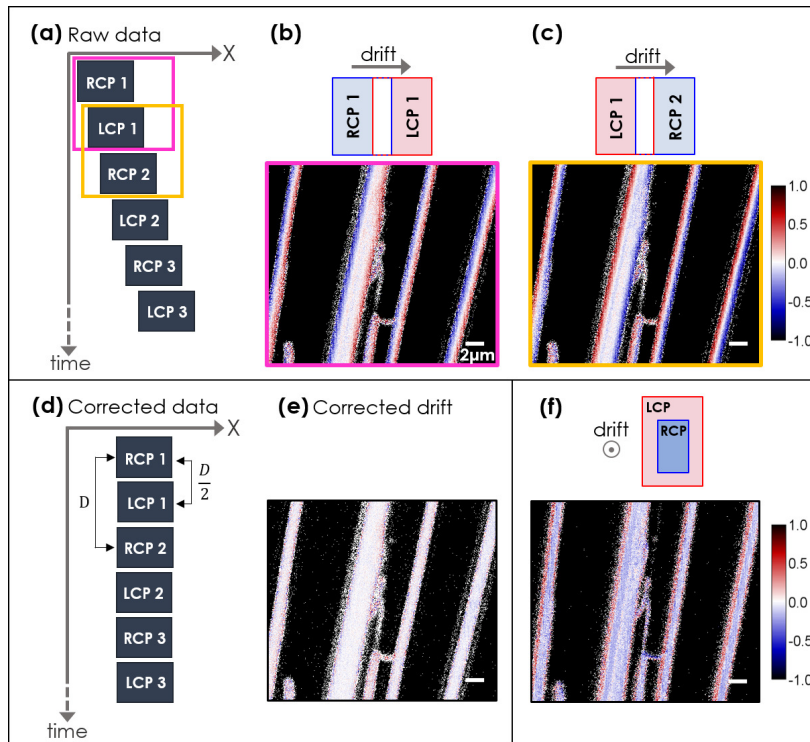 (a) Raw data
X
RCP 1
LCP 1
RCP 2
LCP 2
RCP 3
LCP 3
time
(b)
drift
RCP 1
LCP 1
2µm
(c)
drift
LCP 1
RCP 2
1.0
0.5
0.0
-0.5
-1.0
(d) Corrected data
X
RCP 1
LCP 1
RCP 2
LCP 2
RCP 3
LCP 3
D
D/2
time
(e) Corrected drift
(f)
drift
LCP
RCP
1.0
0.5
0.0
-0.5
-1.0